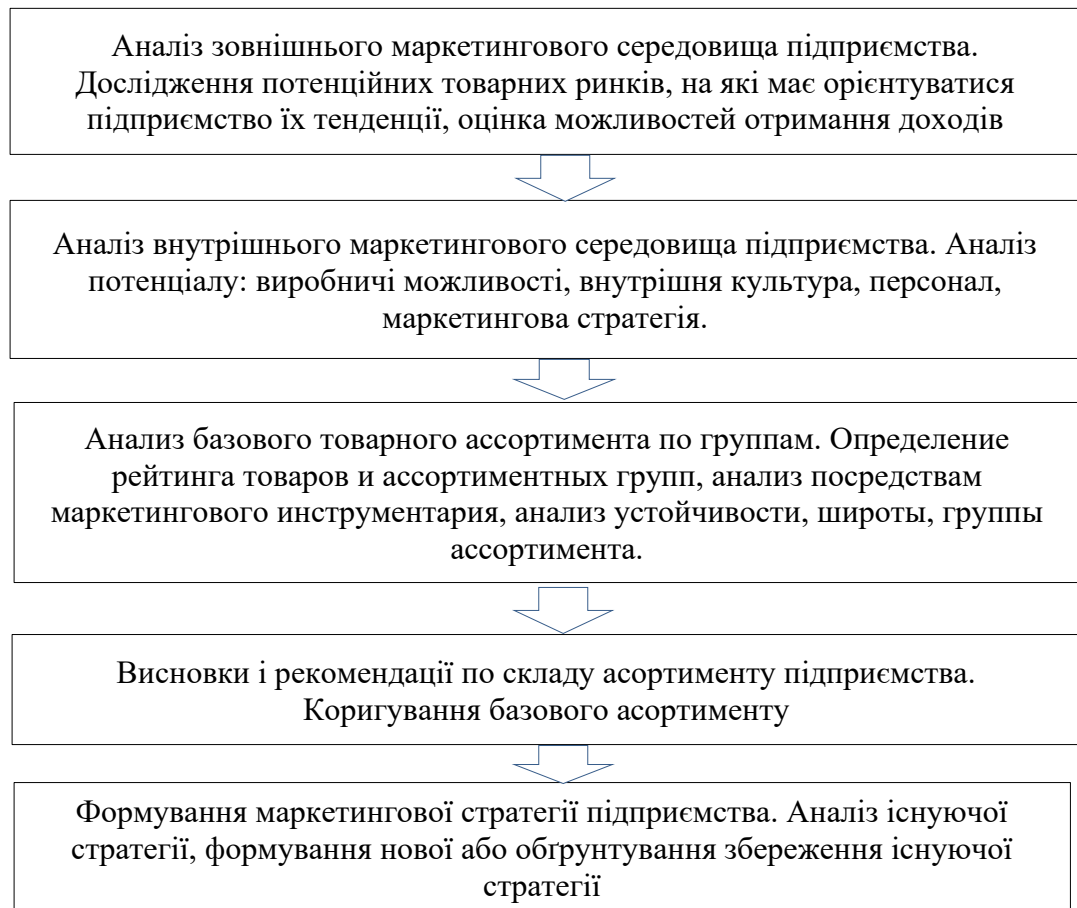 Аналіз зовнішнього маркетингового середовища підприємства.
Дослідження потенційних товарних ринків, на які має орієнтуватися
підприємство їх тенденції, оцінка можливостей отримання доходів
Аналіз внутрішнього маркетингового середовища підприємства. Аналіз
потенціалу: виробничі можливості, внутрішня культура, персонал,
маркетингова стратегія.
Анализ базового товарного ассортимента по группам. Определение
рейтинга товаров и ассортиментных групп, анализ посредствам
маркетингового инструментария, анализ устойчивости, широты, группы
ассортимента.
Висновки і рекомендації по складу асортименту підприємства.
Коригування базового асортименту
Формування маркетингової стратегії підприємства. Аналіз існуючої
стратегії, формування нової або обґрунтування збереження існуючої
стратегії